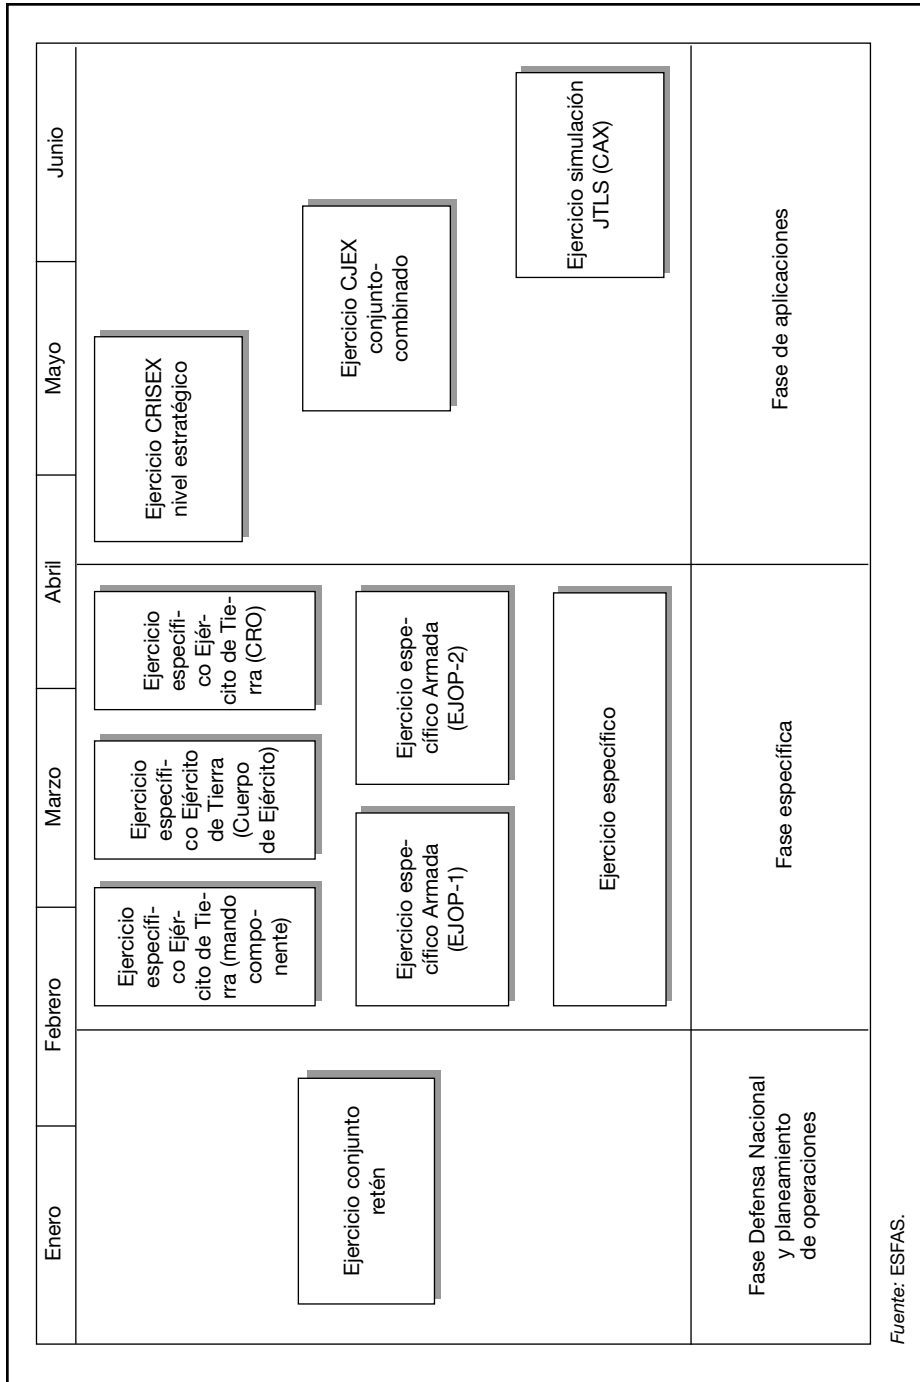 Enero
Febrero
Marzo
Abril
Mayo
Junio
Ejercicio conjunto
retén
Ejercicio
específi-
co Ejér-
cito de Tie-
rra (mando
compo-
nente)
Ejercicio
específi-
co Ejército
de Tierra
(Cuerpo
de Ejército)
Ejercicio
específi-
co Ejér-
cito de Tie-
rra (CRO)
Ejercicio espe-
cífico Armada
(EJOP-1)
Ejercicio espe-
cífico Armada
(EJOP-2)
Ejercicio específico
Ejercicio CRISEX
nivel estratégico
Ejercicio CJEX
conjunto-
combinado
Ejercicio simulación
JTLS (CAX)
Fase Defensa Nacional
y planeamiento
de operaciones
Fase específica
Fase de aplicaciones
Fuente: ESFAS.